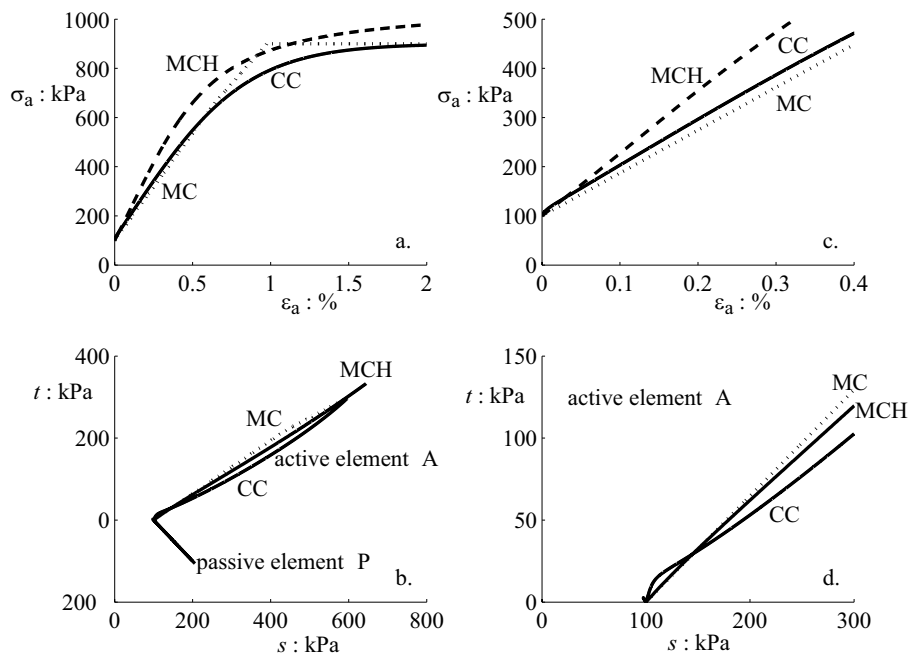 1000
800
σa : kPa
600
400
200
0
0
0.5
1
1.5
2
εa : %
MCH
CC
MC
a.
500
400
σa : kPa
300
200
100
0
0
0.1
0.2
0.3
0.4
εa : %
MCH
CC
MC
c.
400
t : kPa
200
0
200
0
200
400
600
800
s : kPa
MCH
MC
active element A
CC
passive element P
b.
150
t : kPa
100
50
0
0
100
200
300
s : kPa
active element A
MC
MCH
CC
d.